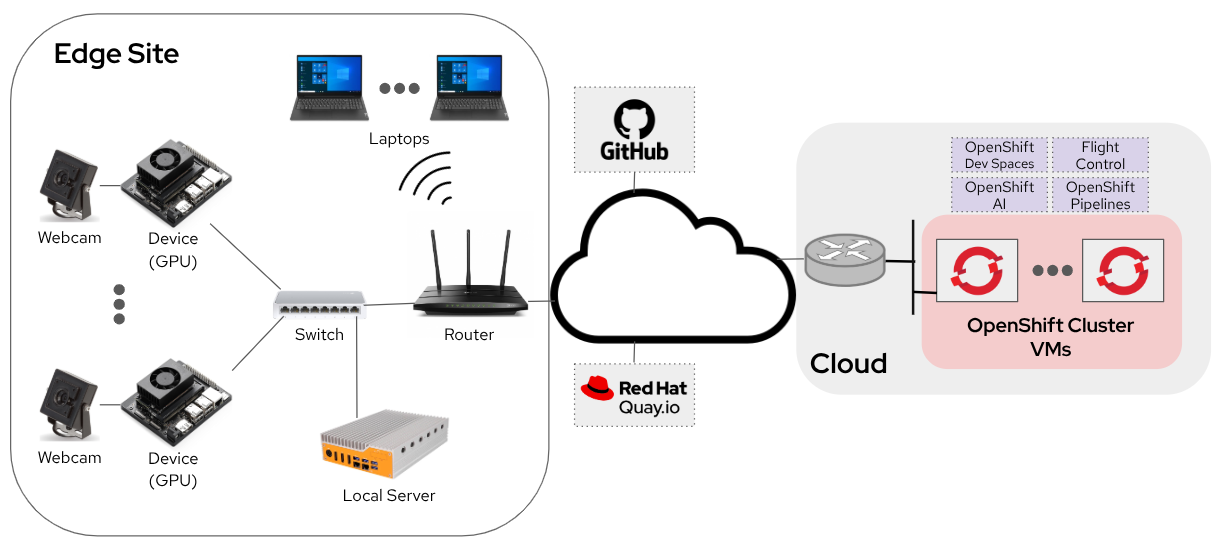 Edge Site
Laptops
Webcam
Device
(GPU)
Switch
Router
Webcam
Device
(GPU)
Local Server
GitHub
Red Hat
Quay.io
Cloud
OpenShift
Dev Spaces
Flight
Control
OpenShift
AI
OpenShift
Pipelines
OpenShift Cluster
VMs